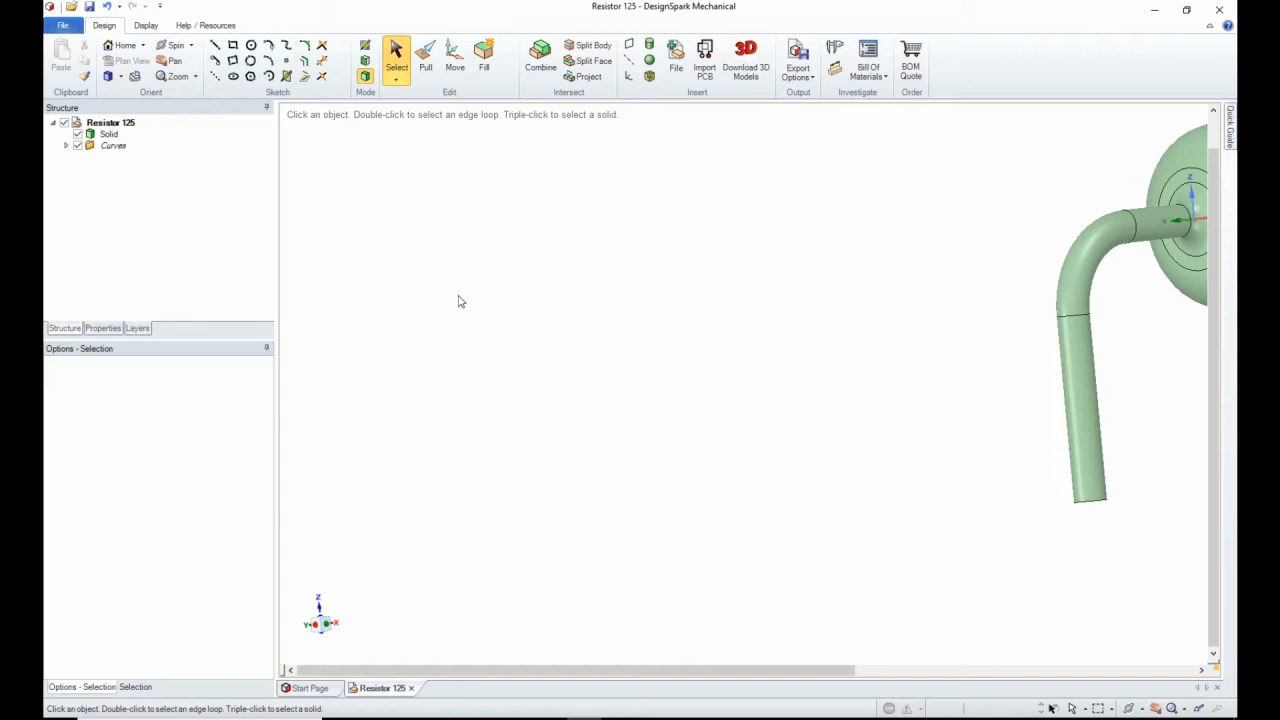 Resistor 125 - DesignSpark Mechanical
File Design Display Help / Resources
Paste Home Spin Select Pull Move Fill Combine Split Body File Import PCB Download 3D Models Export Options Bill Of Materials BOM Quote
Plan View Pan Split Face
Zoom Project
3D
Clipboard Orient Sketch Mode Edit Intersect Insert Output Investigate Order
Structure
Click an object. Double-click to select an edge loop. Triple-click to select a solid.
Quick Guide
Resistor 125
Solid
Curves
Z
Y
Structure Properties Layers
Options - Selection
Z
Y X
Options - Selection Selection
Start Page Resistor 125
Click an object. Double-click to select an edge loop. Triple-click to select a solid.